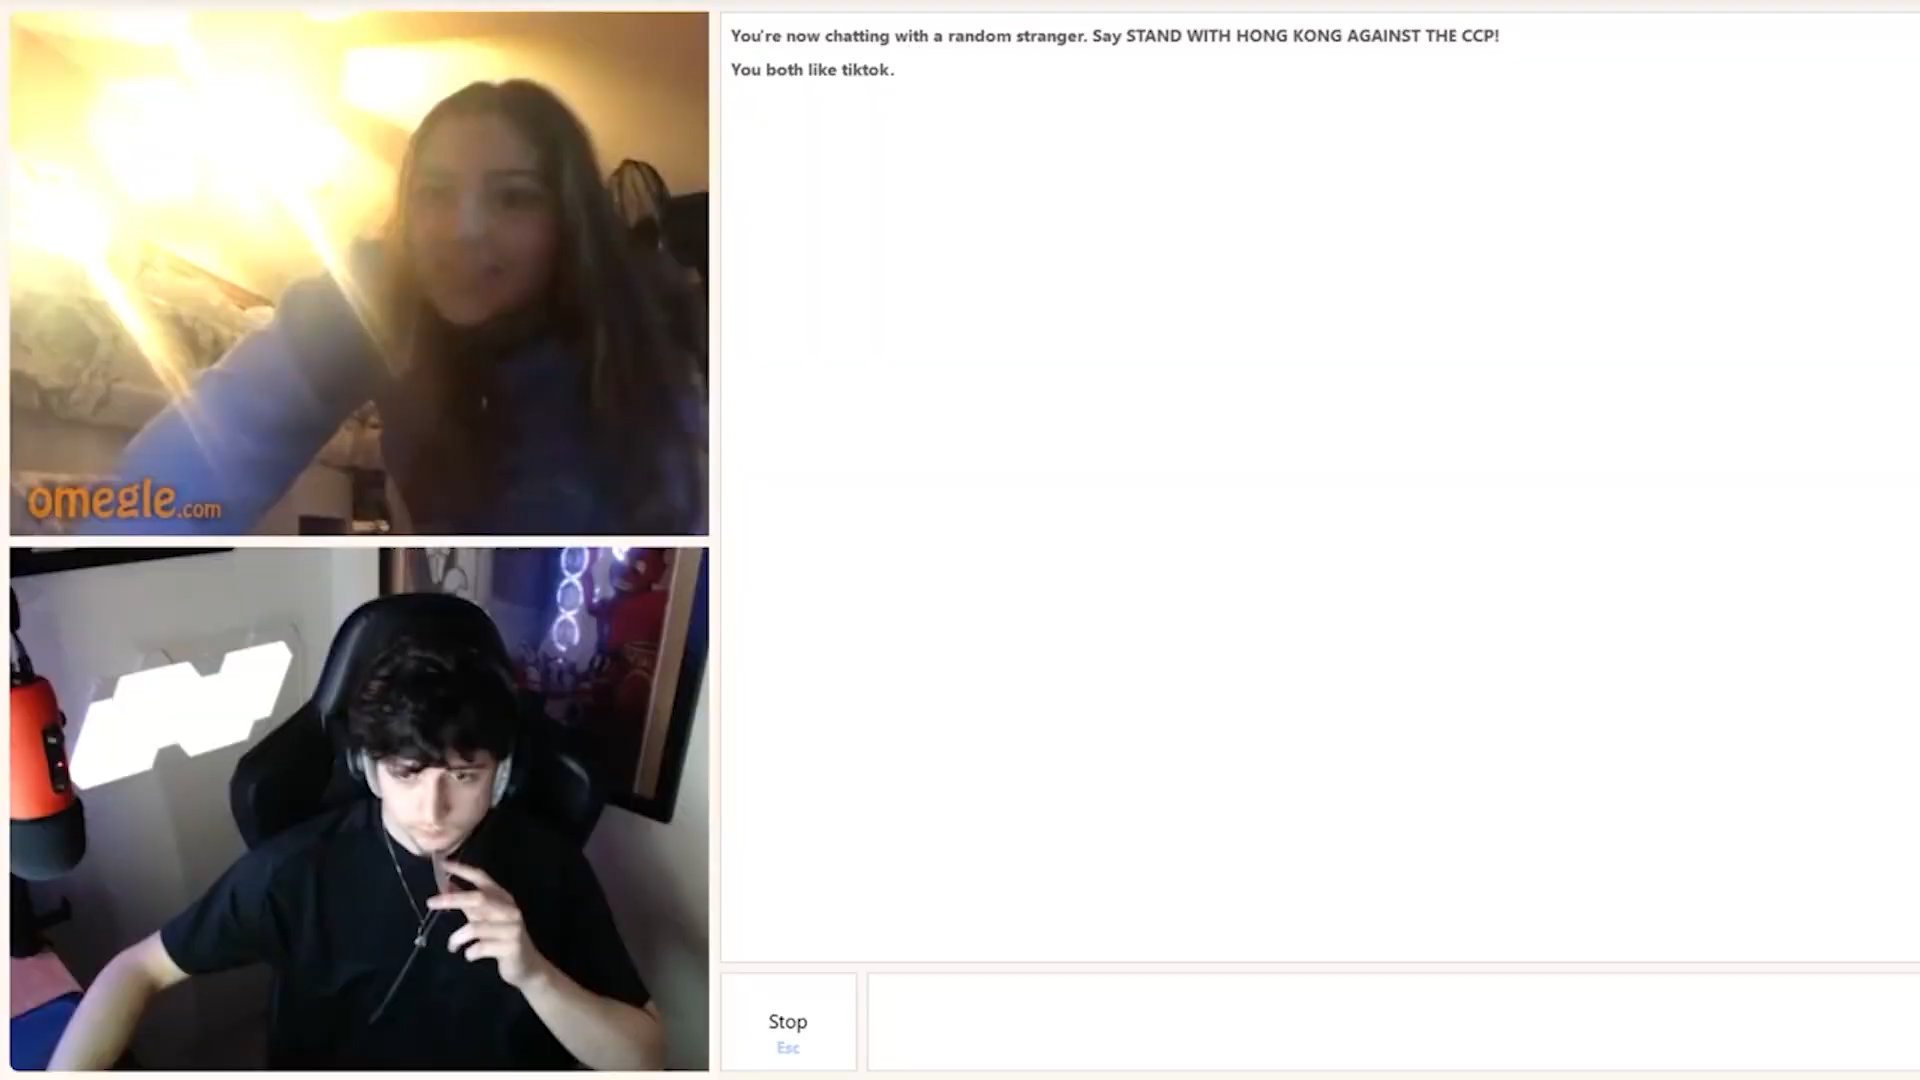 You're now chatting with a random stranger. Say STAND WITH HONG KONG AGAINST THE CCP!
You both like tiktok.
omegle.com
Stop
Esc